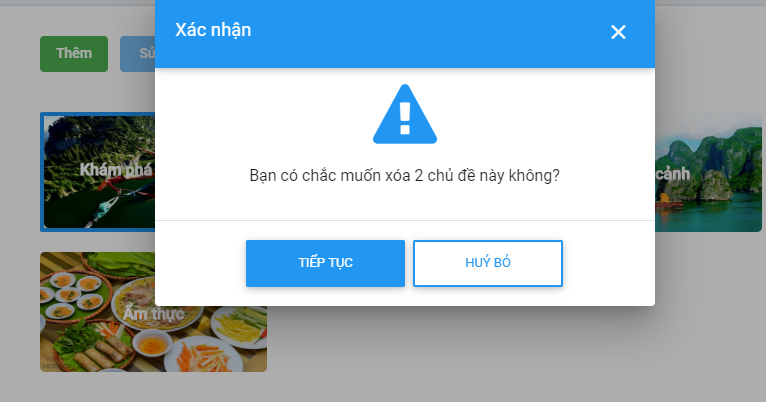 Xác nhận
Thêm
Bạn có chắc muốn xóa 2 chủ đề này không?
Khám phá
cảnh
TIẾP TỤC
HUỶ BỎ
Ẩm thực